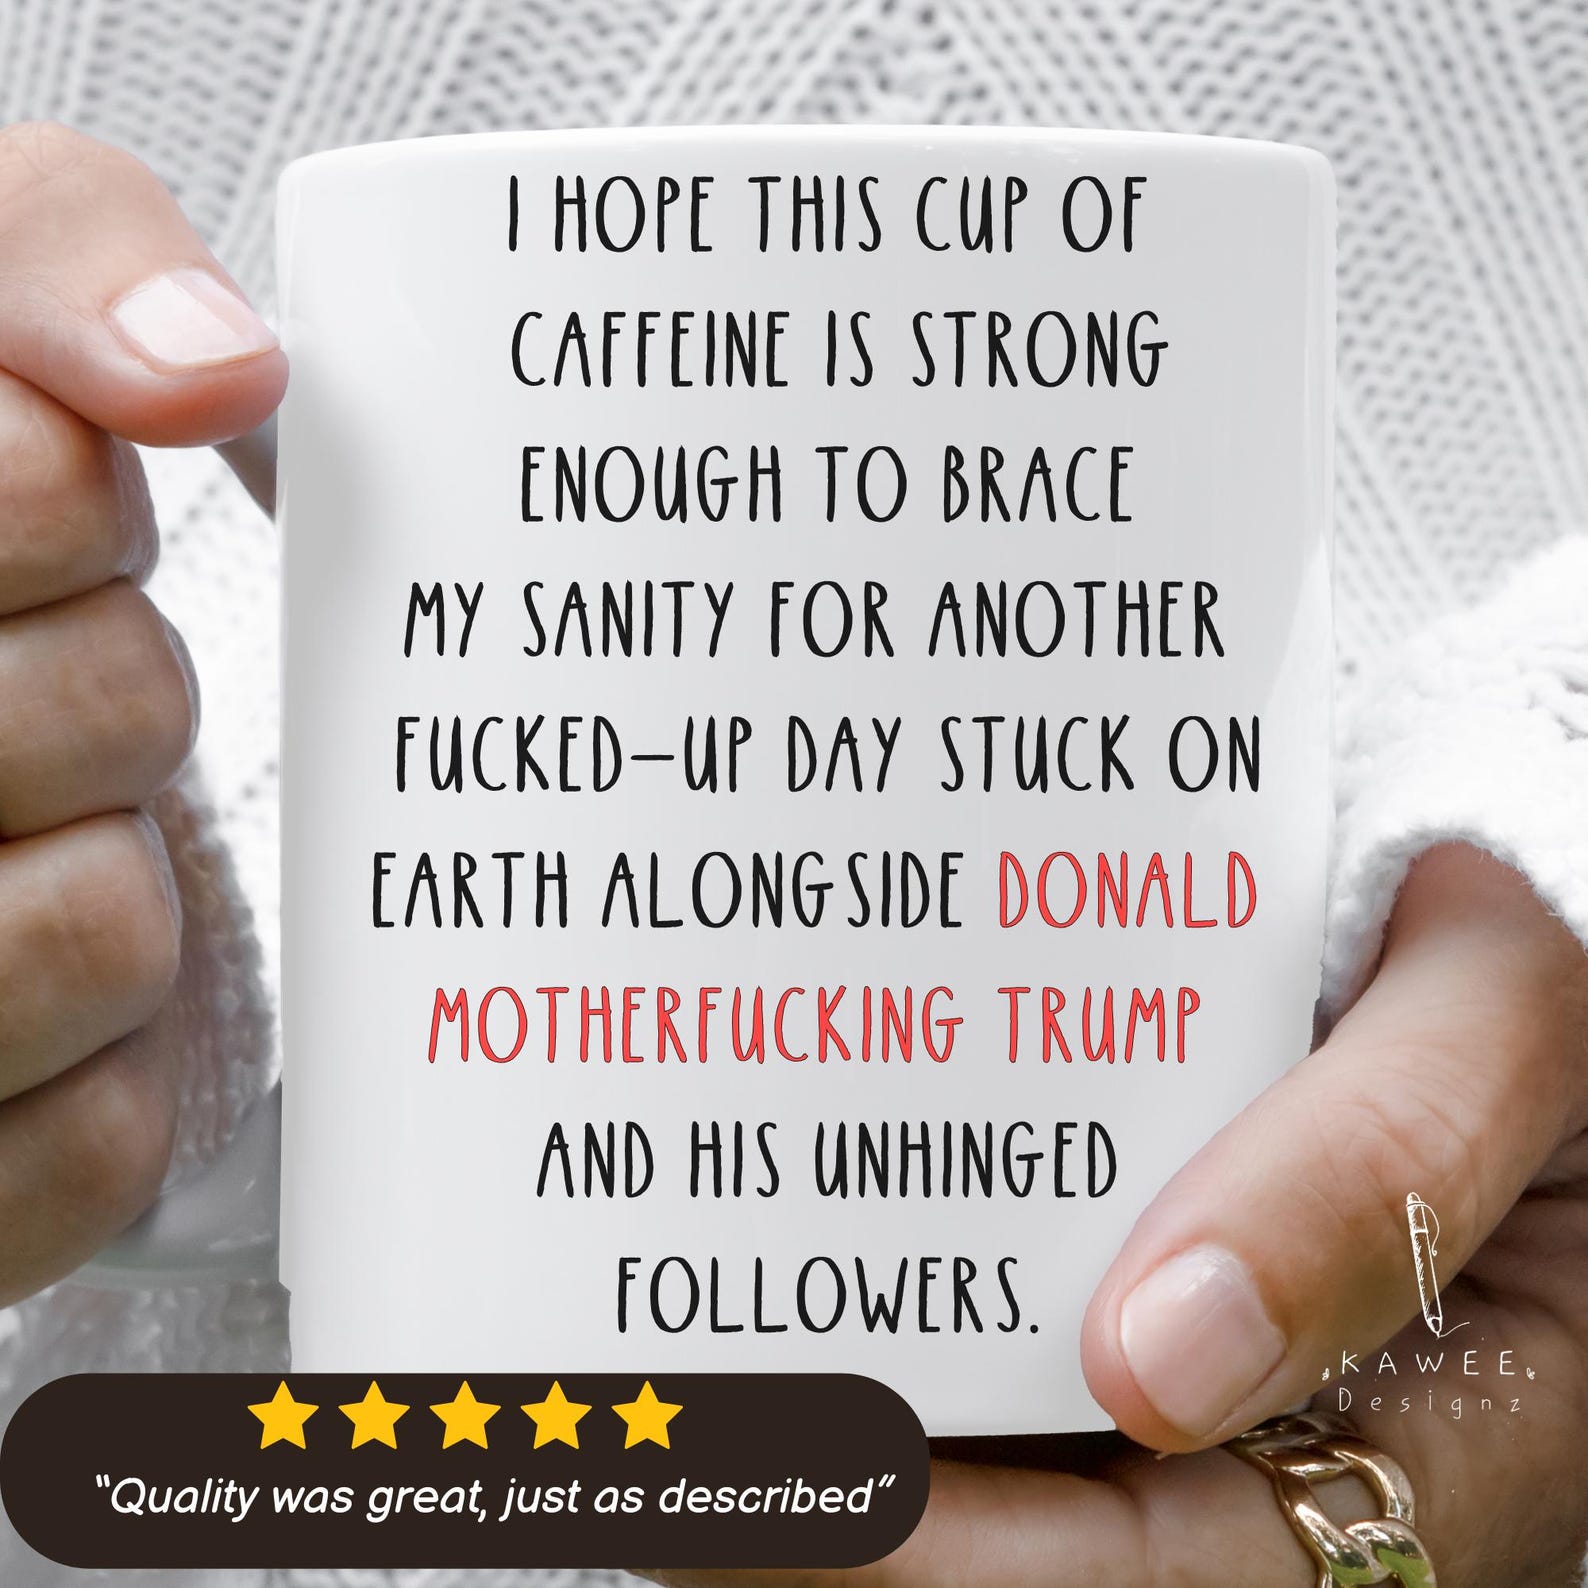 I HOPE THIS CUP OF
CAFFEINE IS STRONG
ENOUGH TO BRACE
MY SANITY FOR ANOTHER
FUCKED-UP DAY STUCK ON
EARTH ALONGSIDE DONALD
MOTHERFUCKING TRUMP
AND HIS UNHINGED
FOLLOWERS.
"Quality was great, just as described"
KAWEE
Designz